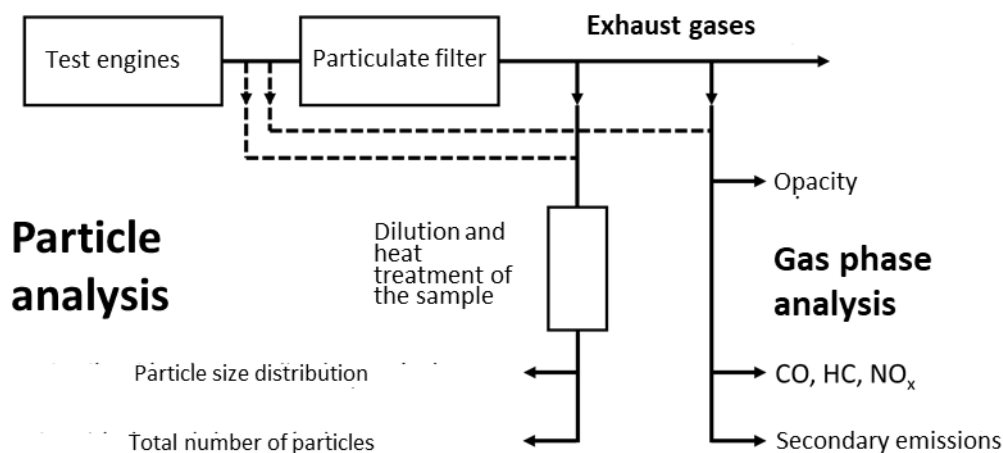 Exhaust gases
Test engines
Particulate filter
Opacity
Particle
analysis
Dilution and
heat
treatment of
the sample
Gas phase
analysis
Particle size distribution
CO, HC, NOx
Total number of particles
Secondary emissions